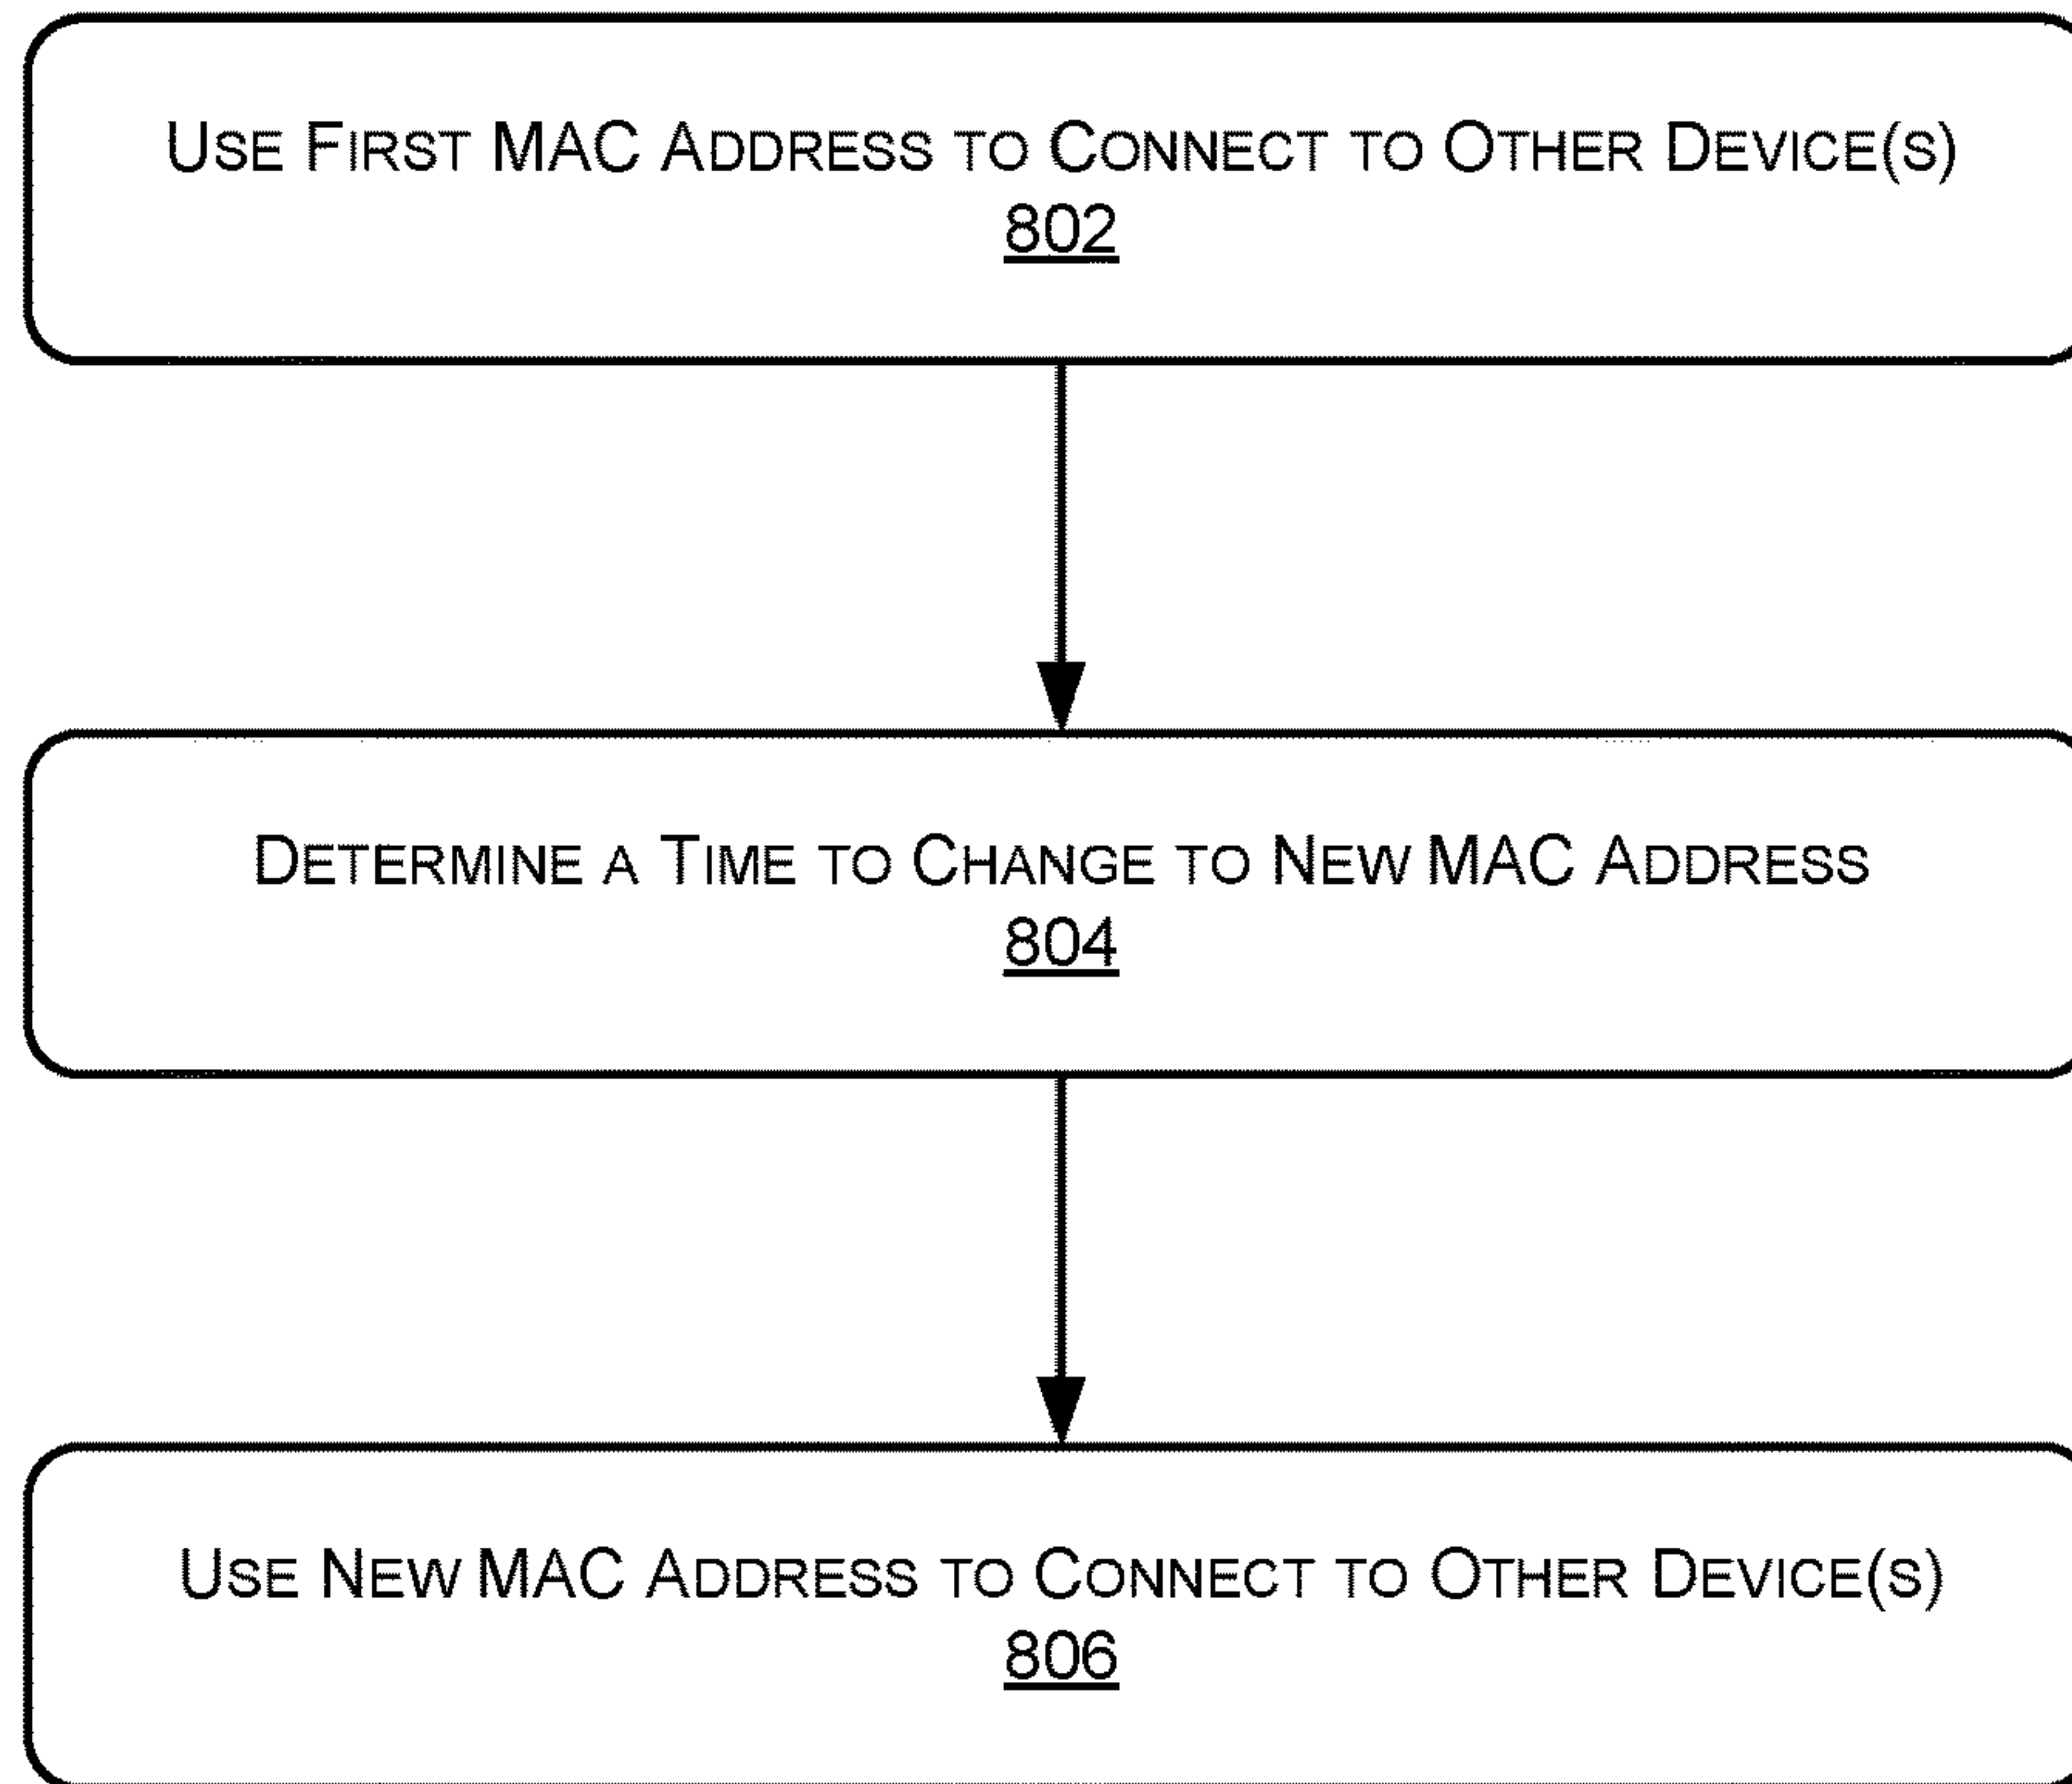 USE FIRST MAC ADDRESS TO CONNECT TO OTHER DEVICE(S)
802
DETERMINE A TIME TO CHANGE TO NEW MAC ADDRESS
804
USE NEW MAC ADDRESS TO CONNECT TO OTHER DEVICE(S)
806